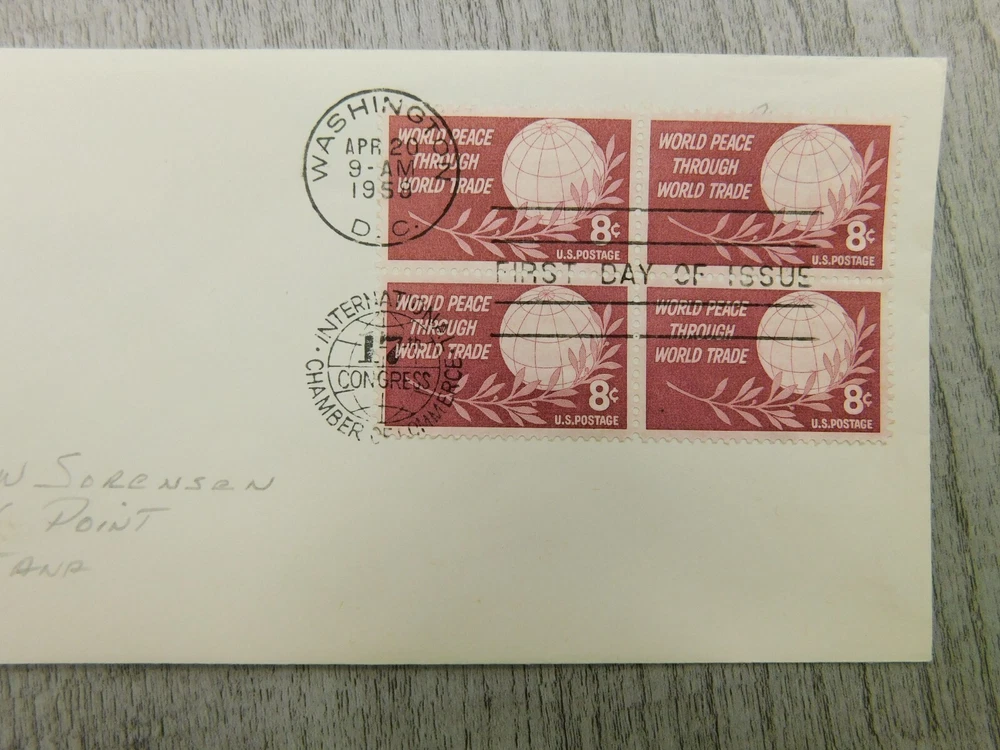 WASHINGTON
APR 20
9-AM
1959
D. C.
WORLD PEACE
THROUGH
WORLD TRADE
8¢
U.S.POSTAGE
WORLD PEACE
THROUGH
WORLD TRADE
8¢
U.S.POSTAGE
FIRST DAY OF ISSUE
INTERNATIONAL
CHAMBER OF COMMERCE
17
CONGRESS
WORLD PEACE
THROUGH
WORLD TRADE
8¢
U.S.POSTAGE
WORLD PEACE
THROUGH
WORLD TRADE
8¢
U.S.POSTAGE
W SORENSEN
POINT
TANA